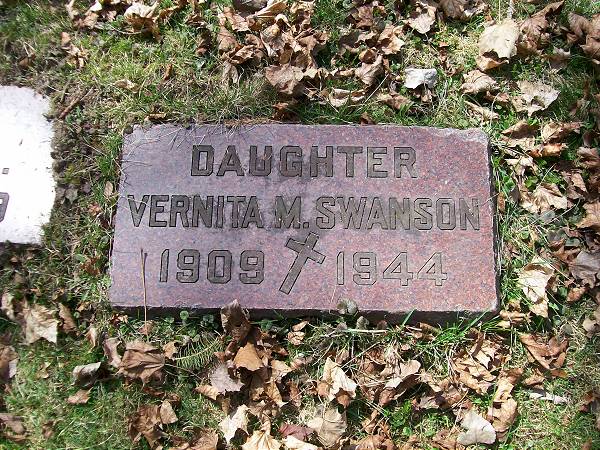 DAUGHTER
VERNITA M. SWANSON
1909 1944